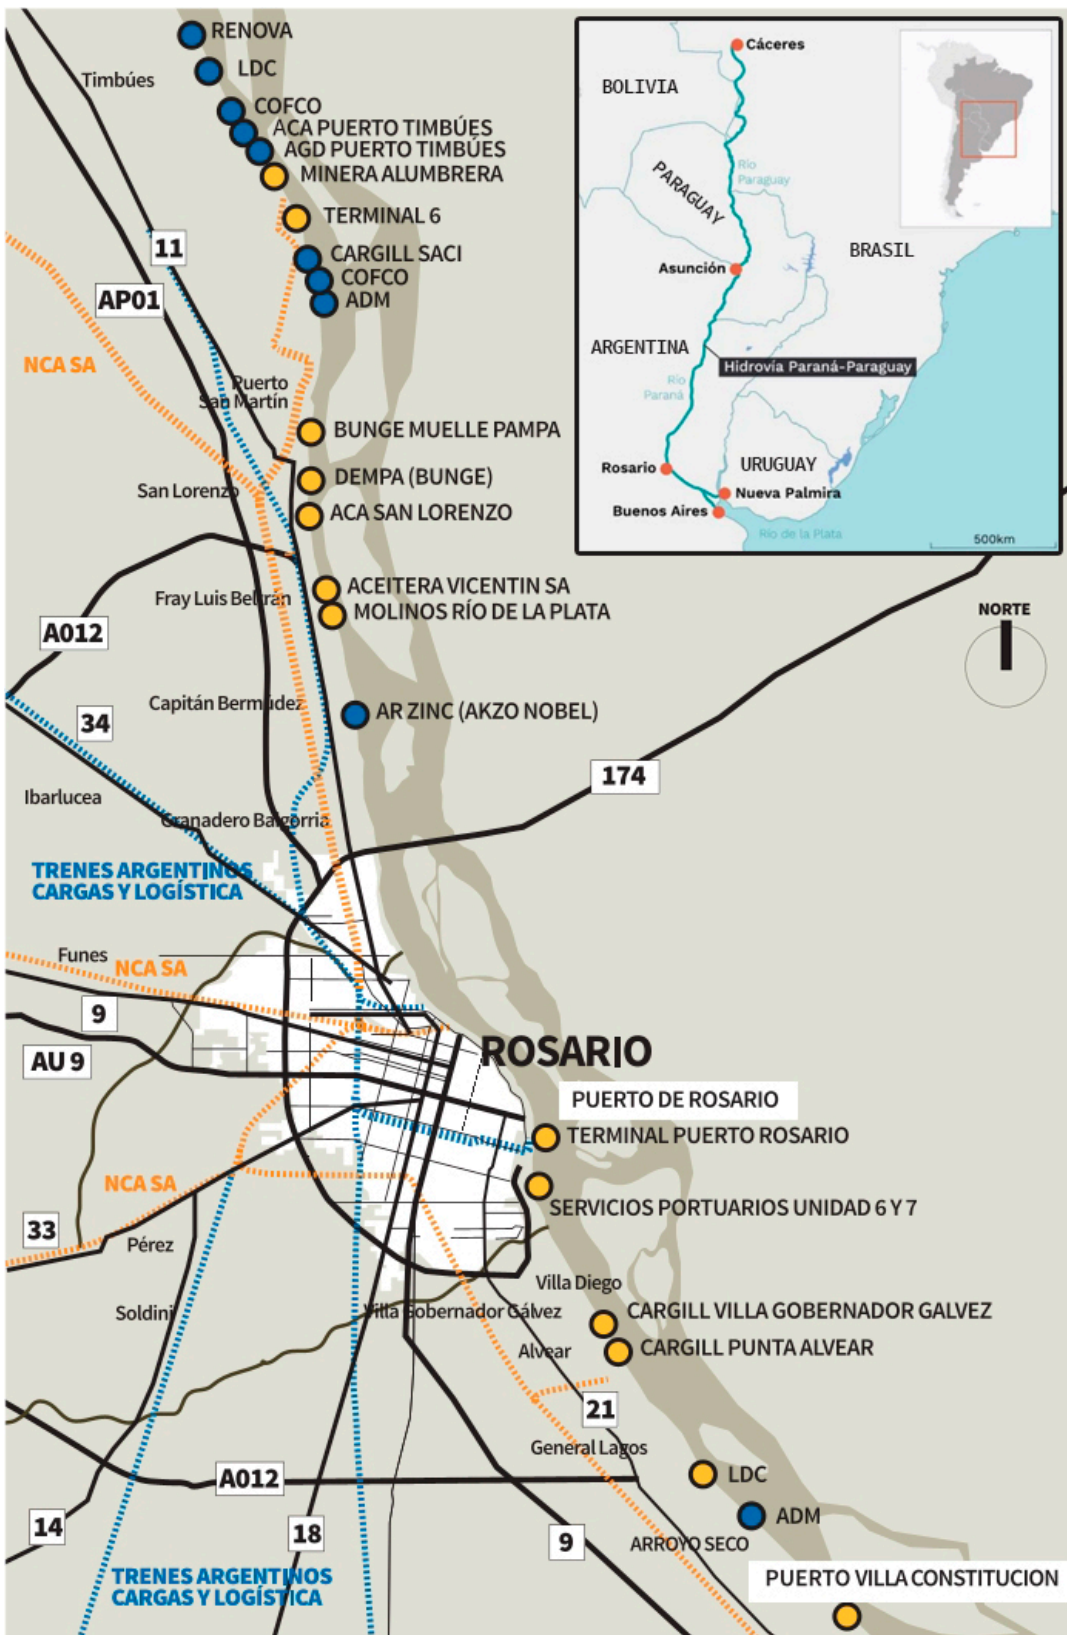 RENOVA
LDC
Timbúes
COFCO
ACA PUERTO TIMBÚES
AGD PUERTO TIMBÚES
MINERA ALUMBRERA
TERMINAL 6
11
CARGILL SACI
COFCO
AP01
ADM
NCA SA
Puerto
San Martín
BUNGE MUELLE PAMPA
DEMPA (BUNGE)
San Lorenzo
ACA SAN LORENZO
ACEITERA VICENTIN SA
Fray Luis Beltrán
MOLINOS RÍO DE LA PLATA
A012
Capitán Bermúdez
AR ZINC (AKZO NOBEL)
34
174
Ibarlucea
Granadero Baigorria
TRENES ARGENTINOS
CARGAS Y LOGÍSTICA
Funes
NCA SA
9
AU 9
ROSARIO
PUERTO DE ROSARIO
TERMINAL PUERTO ROSARIO
NCA SA
SERVICIOS PORTUARIOS UNIDAD 6 Y 7
33
Pérez
Villa Diego
Soldini
Villa Gobernador Gálvez
CARGILL VILLA GOBERNADOR GALVEZ
Alvear
CARGILL PUNTA ALVEAR
21
General Lagos
A012
LDC
14
18
9
ADM
ARROYO SECO
TRENES ARGENTINOS
CARGAS Y LOGÍSTICA
PUERTO VILLA CONSTITUCION
Cáceres
BOLIVIA
Río
Paraguay
PARAGUAY
BRASIL
Asunción
ARGENTINA
Hidrovía Paraná-Paraguay
Río
Paraná
Rosario
URUGUAY
Nueva Palmira
Buenos Aires
Río de la Plata
500km
NORTE